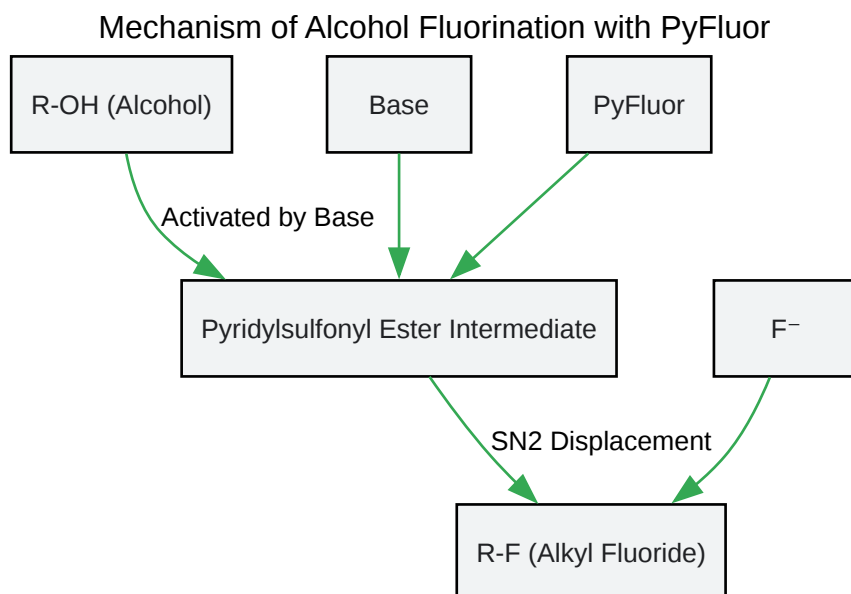 Mechanism of Alcohol Fluorination with PyFluor
R-OH (Alcohol)
Base
PyFluor
Activated by Base
Pyridylsulfonyl Ester Intermediate
F⁻
SN2 Displacement
R-F (Alkyl Fluoride)